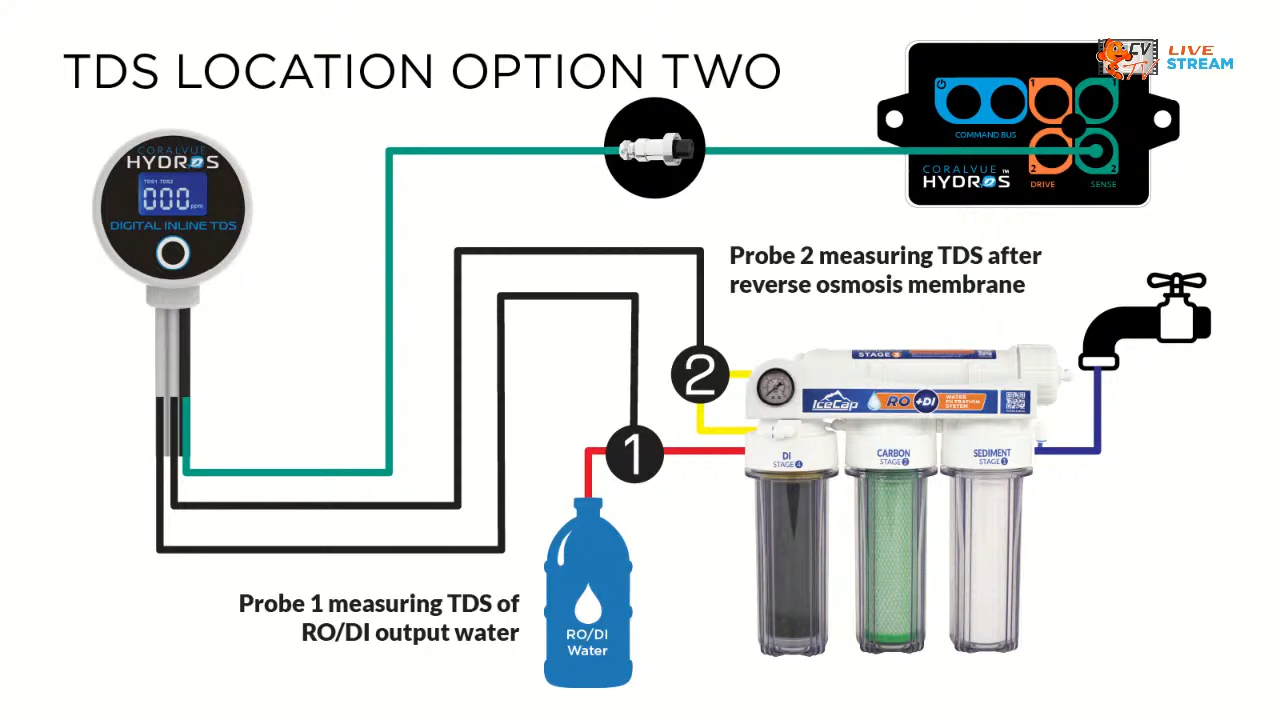 TDS LOCATION OPTION TWO
CV
TV
LIVE
STREAM
1
COMMAND BUS
CORALVUE
HYDROS™
2
2
DRIVE
SENSE
CORALVUE
HYDROS
TDS1 TDS2
000 ppm
DIGITAL INLINE TDS
Probe 2 measuring TDS after
reverse osmosis membrane
2
STAGE 3
IceCap
RO +DI
WATER
FILTRATION
SYSTEM
1
DI
STAGE 4
CARBON
STAGE 2
SEDIMENT
STAGE 1
Probe 1 measuring TDS of
RO/DI output water
RO/DI
Water